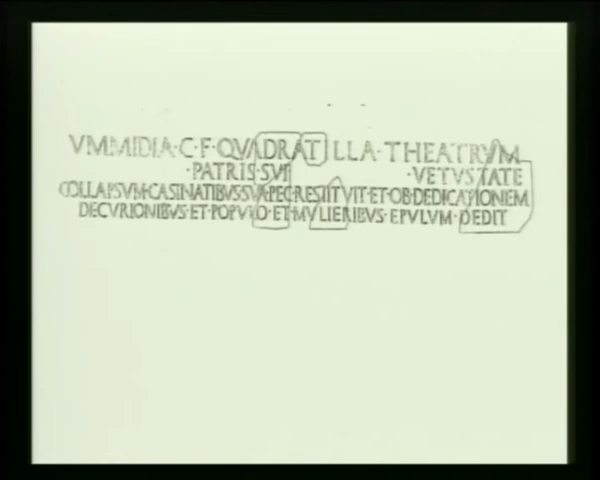 VMMIDIA·C·F·QVADRATILLA·THEATRVM
·PATRIS·SVI ·VETVSTATE
COLLAPSVM·CASINATIBVS·SVA·PEC·RESTITVIT·ET·OB·DEDICATIONEM
DECVRIONIBVS·ET·POPVLO·ET·MVLIERIBVS·EPVLVM·DEDIT